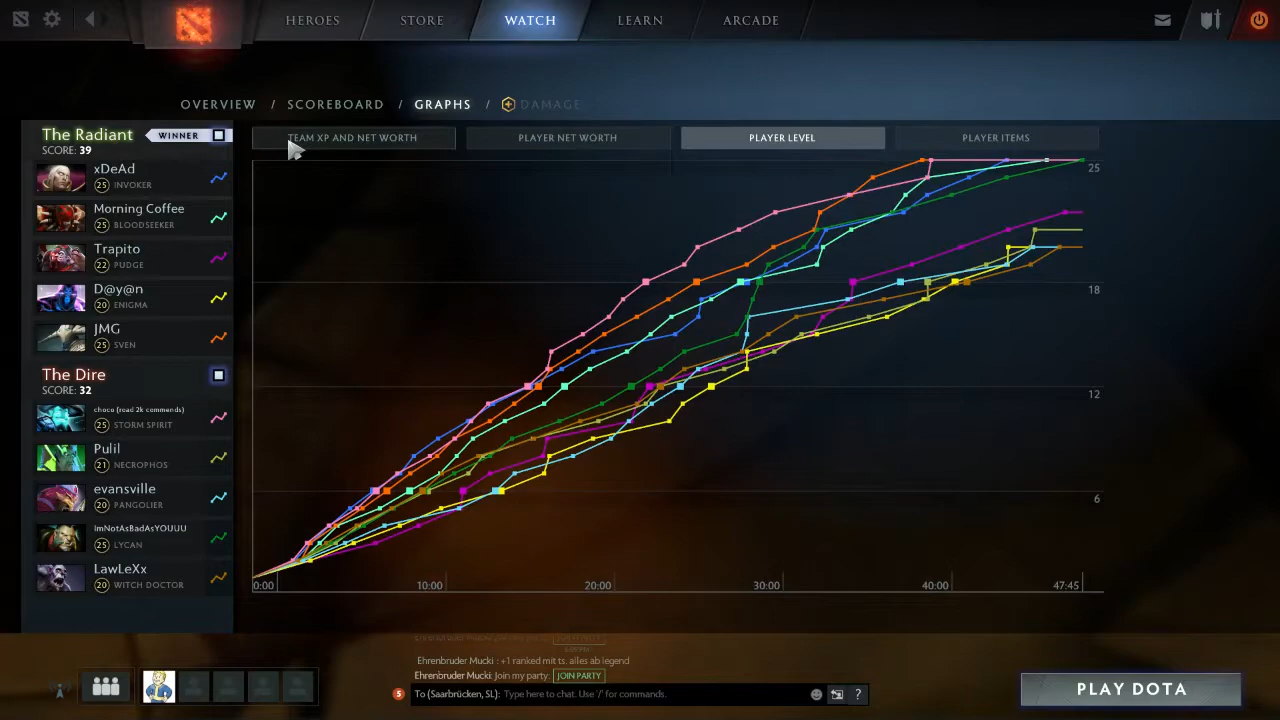 HEROES
STORE
WATCH
LEARN
ARCADE
OVERVIEW / SCOREBOARD / GRAPHS / DAMAGE
The Radiant
WINNER
SCORE: 39
xDeAd
25 INVOKER
Morning Coffee
25 BLOODSEEKER
Trapito
22 PUDGE
D@y@n
20 ENIGMA
JMG
25 SVEN
The Dire
SCORE: 32
choco (road 2k commends)
25 STORM SPIRIT
Pulil
21 NECROPHOS
evansville
20 PANGOLIER
ImNotAsBadAsYOUUU
25 LYCAN
LawLeXx
20 WITCH DOCTOR
TEAM XP AND NET WORTH
PLAYER NET WORTH
PLAYER LEVEL
PLAYER ITEMS
25
18
12
6
0:00
10:00
20:00
30:00
40:00
47:45
Ehrenbruder Mucki : +1 ranked mit ts. alles ab legend
Ehrenbruder Mucki: Join my party: JOIN PARTY
5
To (Saarbrücken, SL): Type here to chat. Use '/' for commands.
?
PLAY DOTA